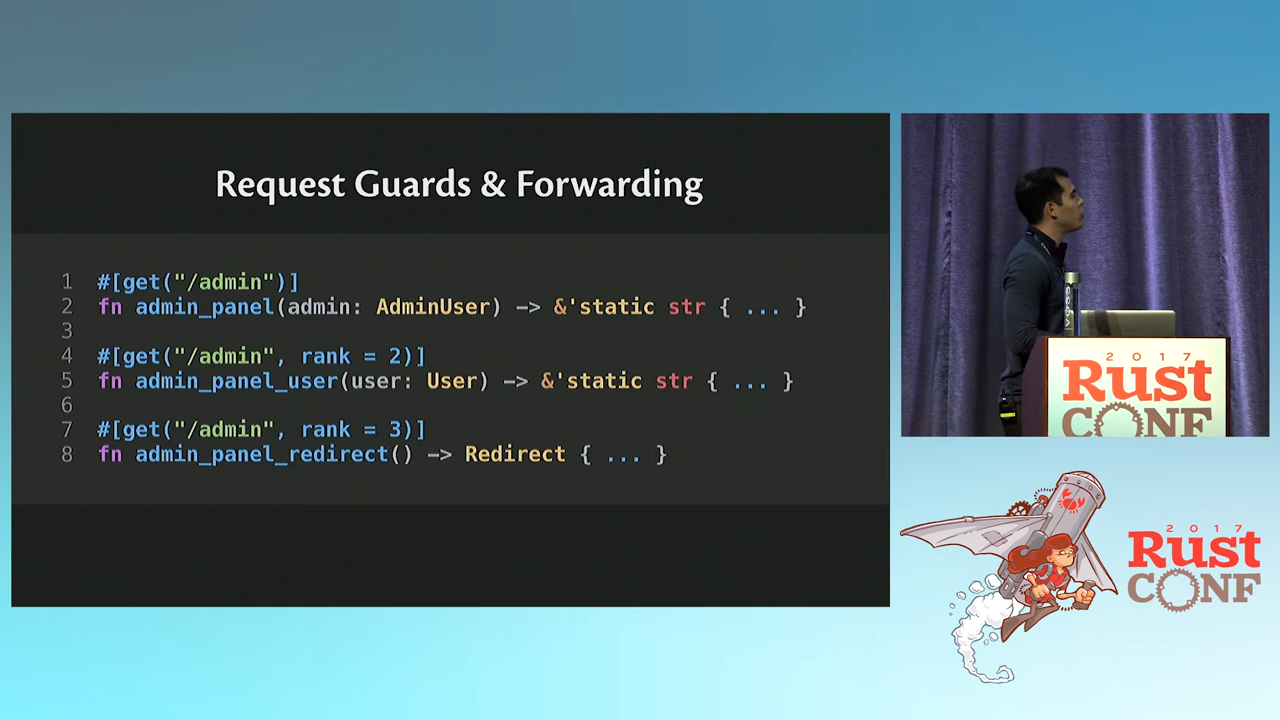 Request Guards & Forwarding
1 #[get("/admin")]
2 fn admin_panel(admin: AdminUser) -> &'static str { ... }
3
4 #[get("/admin", rank = 2)]
5 fn admin_panel_user(user: User) -> &'static str { ... }
6
7 #[get("/admin", rank = 3)]
8 fn admin_panel_redirect() -> Redirect { ... }
VOSS
2017
Rust
CONF
2017
Rust
CONF